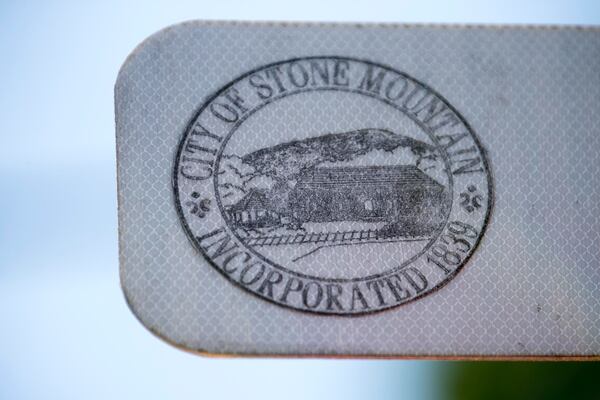 CITY OF STONE MOUNTAIN
INCORPORATED 1839